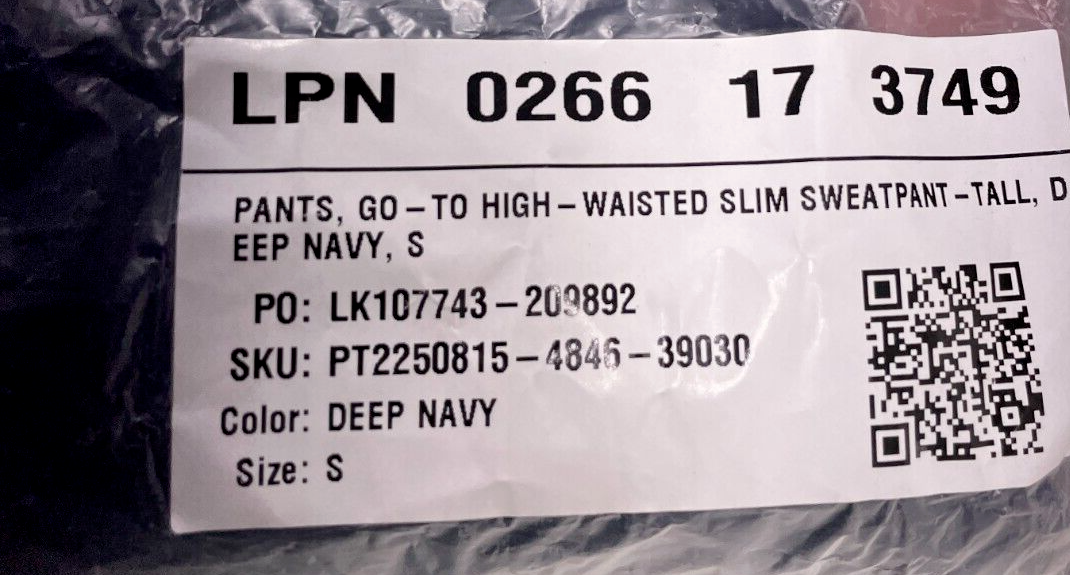 LPN 0266 17 3749
PANTS, GO-TO HIGH-WAISTED SLIM SWEATPANT-TALL, D
EEP NAVY, S
PO: LK107743-209892
SKU: PT2250815-4846-39030
Color: DEEP NAVY
Size: S